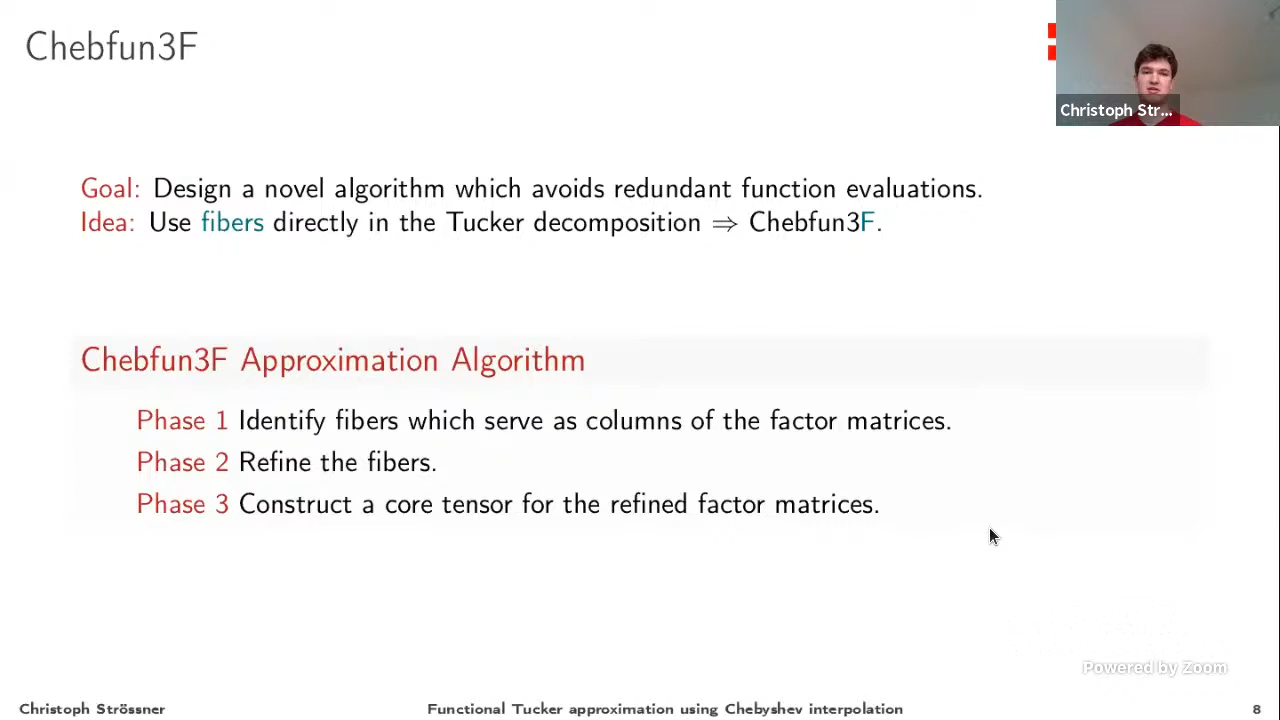 Chebfun3F
Christoph Str...
Goal: Design a novel algorithm which avoids redundant function evaluations.
Idea: Use fibers directly in the Tucker decomposition ⇒ Chebfun3F.
Chebfun3F Approximation Algorithm
Phase 1 Identify fibers which serve as columns of the factor matrices.
Phase 2 Refine the fibers.
Phase 3 Construct a core tensor for the refined factor matrices.
Powered by Zoom
Christoph Strössner Functional Tucker approximation using Chebyshev interpolation 8